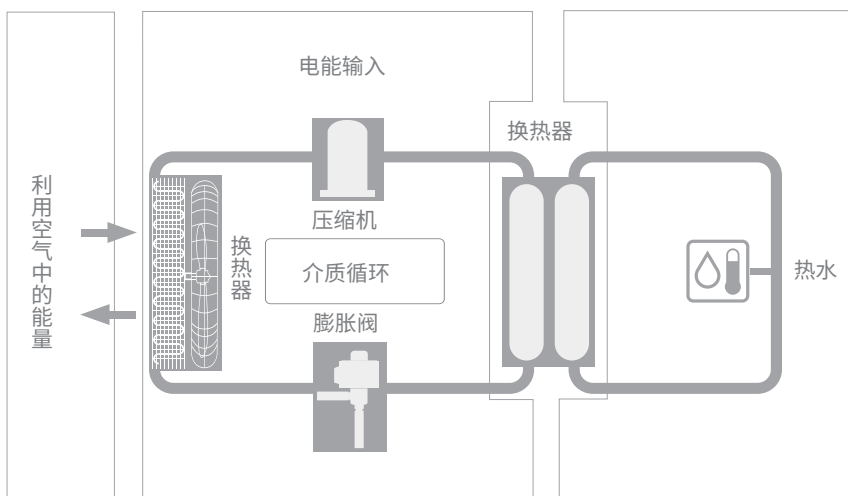 电能输入
换热器
利用空气中的能量
压缩机
换热器
介质循环
热水
膨胀阀